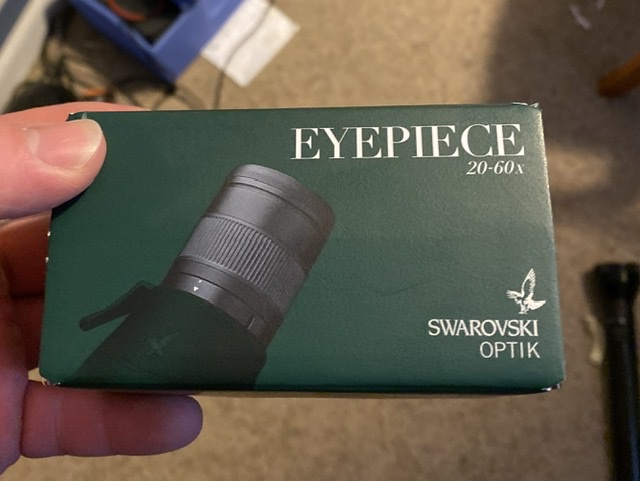 EYEPIECE
20-60x
SWAROVSKI
OPTIK